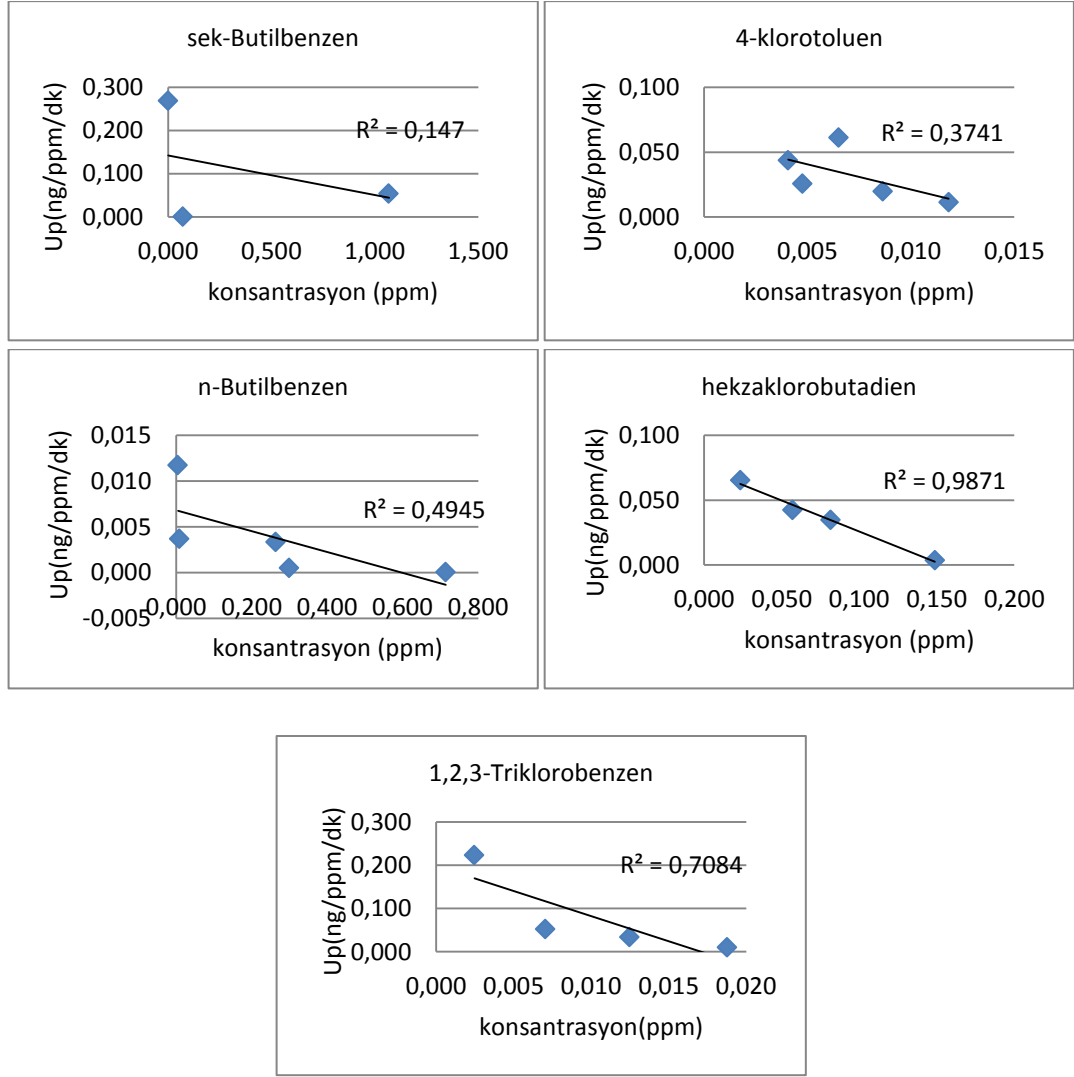 sek-Butilbenzen
Up(ng/ppm/dk)
0,300
0,200
0,100
0,000
R² = 0,147
0,000 0,500 1,000 1,500
konsantrasyon (ppm)
4-klorotoluen
Up(ng/ppm/dk)
0,100
0,050
0,000
R² = 0,3741
0,000 0,005 0,010 0,015
konsantrasyon (ppm)
n-Butilbenzen
Up(ng/ppm/dk)
0,015
0,010
0,005
0,000
-0,005
R² = 0,4945
0,000 0,200 0,400 0,600 0,800
konsantrasyon (ppm)
hekzaklorobutadien
Up(ng/ppm/dk)
0,100
0,050
0,000
R² = 0,9871
0,000 0,050 0,100 0,150 0,200
konsantrasyon (ppm)
1,2,3-Triklorobenzen
Up(ng/ppm/dk)
0,300
0,200
0,100
0,000
R² = 0,7084
0,000 0,005 0,010 0,015 0,020
konsantrasyon(ppm)